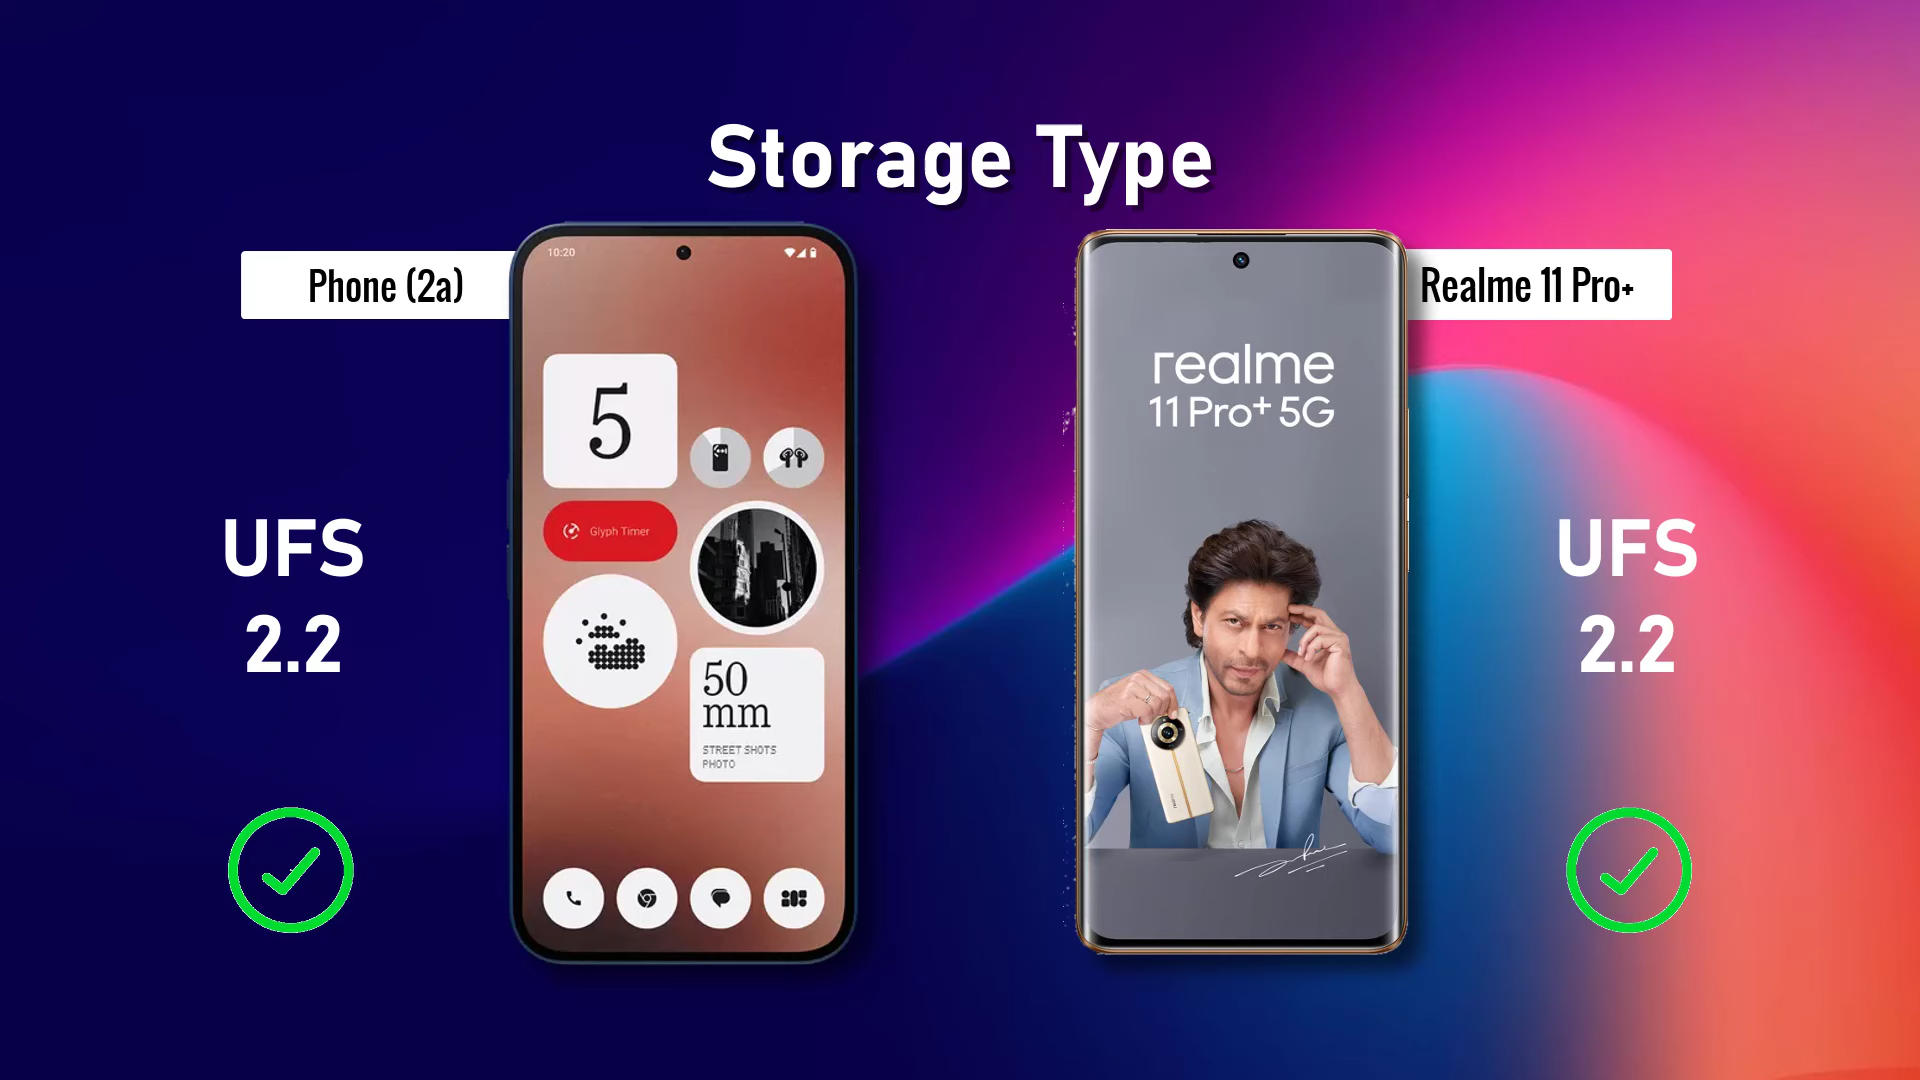 Storage Type
Phone (2a)
Realme 11 Pro+
10:20
5
Glyph Timer
50
mm
STREET SHOTS
PHOTO
realme
11 Pro+ 5G
UFS
2.2
UFS
2.2